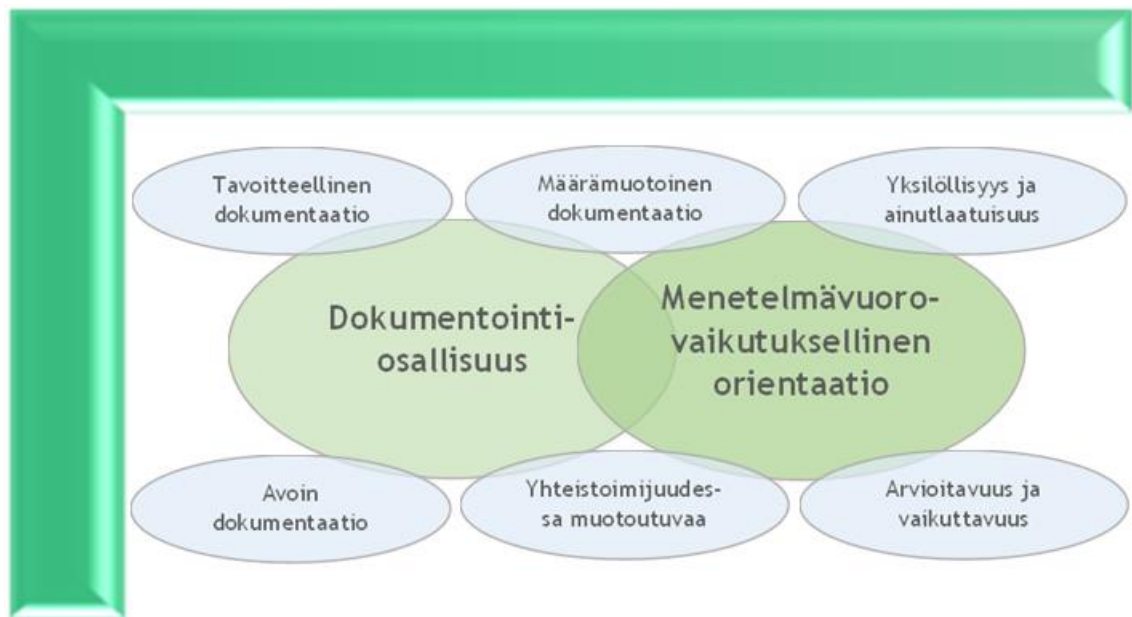 Tavoitteellinen
dokumentaatio
Määrämuotoinen
dokumentaatio
Yksilöllisyys ja
ainutlaatuisuus
Dokumentointi-
osallisuus
Menetelmävuoro-
vaikutuksellinen
orientaatio
Avoin
dokumentaatio
Yhteistoimijuudes-
sa muotoutuvaa
Arvioitavuus ja
vaikuttavuus